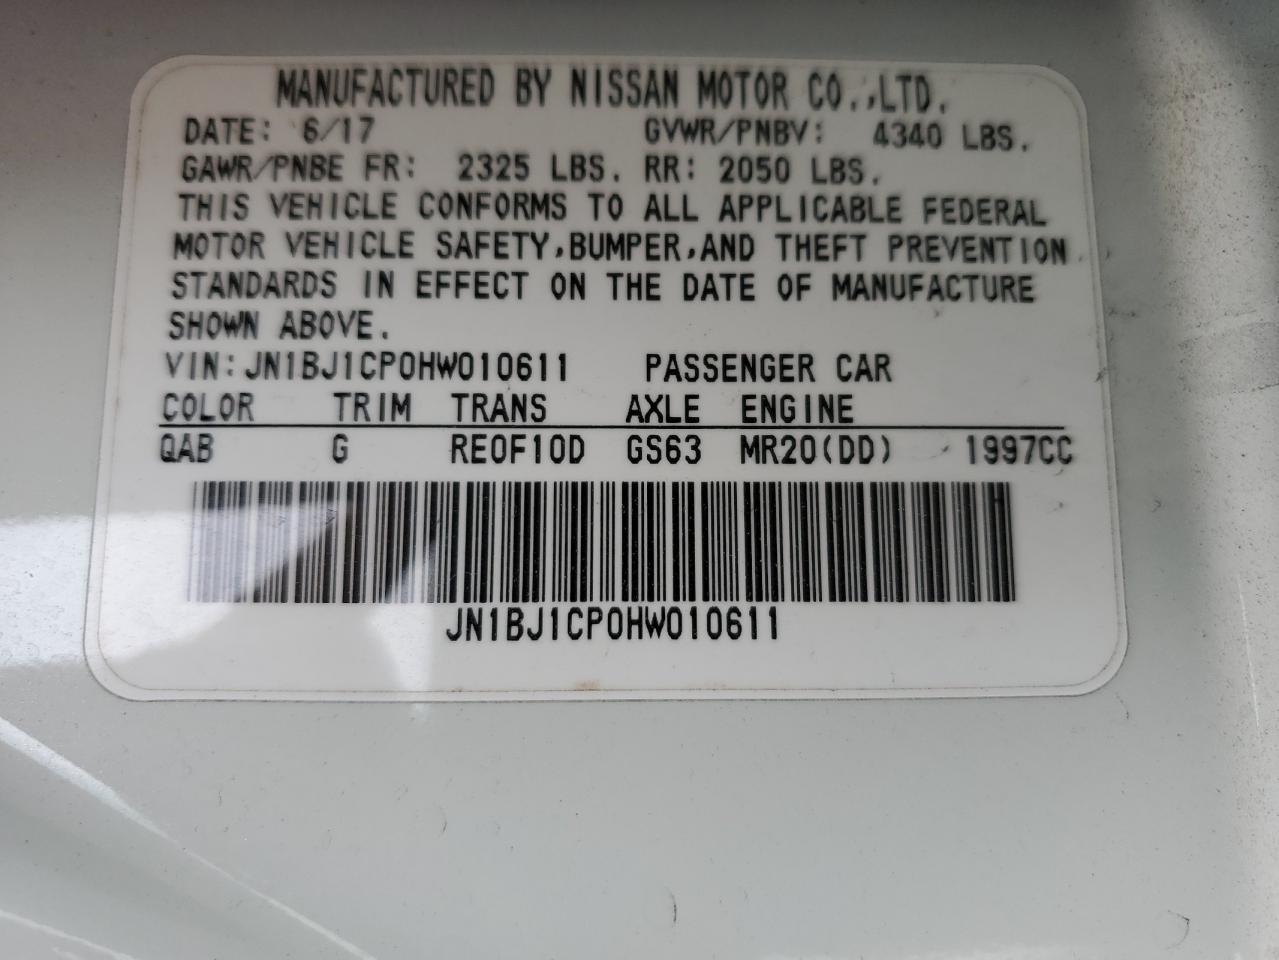 MANUFACTURED BY NISSAN MOTOR CO.,LTD.
DATE: 6/17 GVWR/PNBV: 4340 LBS.
GAWR/PNBE FR: 2325 LBS. RR: 2050 LBS.
THIS VEHICLE CONFORMS TO ALL APPLICABLE FEDERAL
MOTOR VEHICLE SAFETY,BUMPER,AND THEFT PREVENTION
STANDARDS IN EFFECT ON THE DATE OF MANUFACTURE
SHOWN ABOVE.
VIN:JN1BJ1CP0HW010611 PASSENGER CAR
COLOR TRIM TRANS AXLE ENGINE
QAB G RE0F10D GS63 MR20(DD) 1997CC
JN1BJ1CP0HW010611